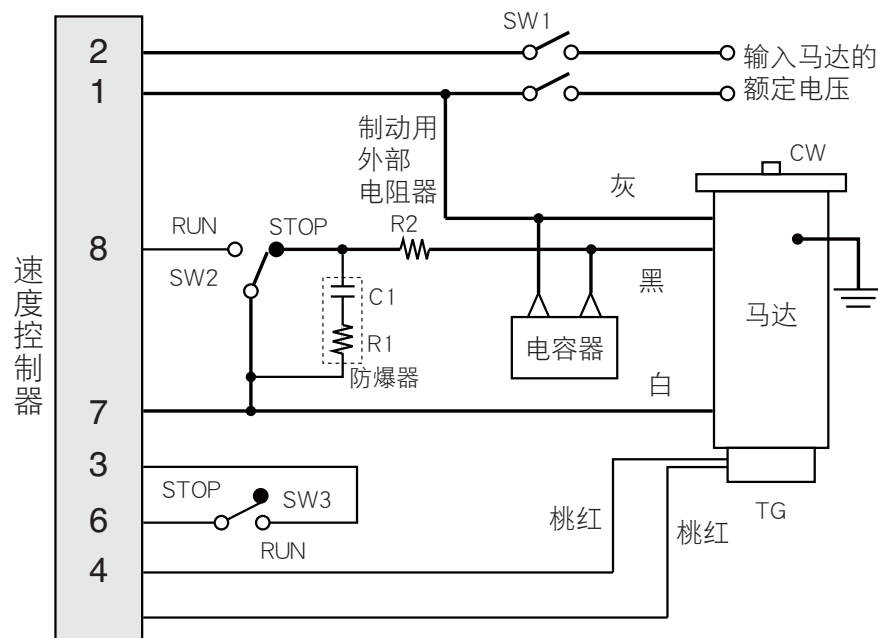 SW1
2
输入马达的
额定电压
1
制动用
外部
电阻器
CW
灰
RUN
STOP
R2
8
SW2
黑
C1
R1
防爆器
电容器
马达
速度控制器
白
7
3
STOP
SW3
6
RUN
桃红
桃红
TG
4